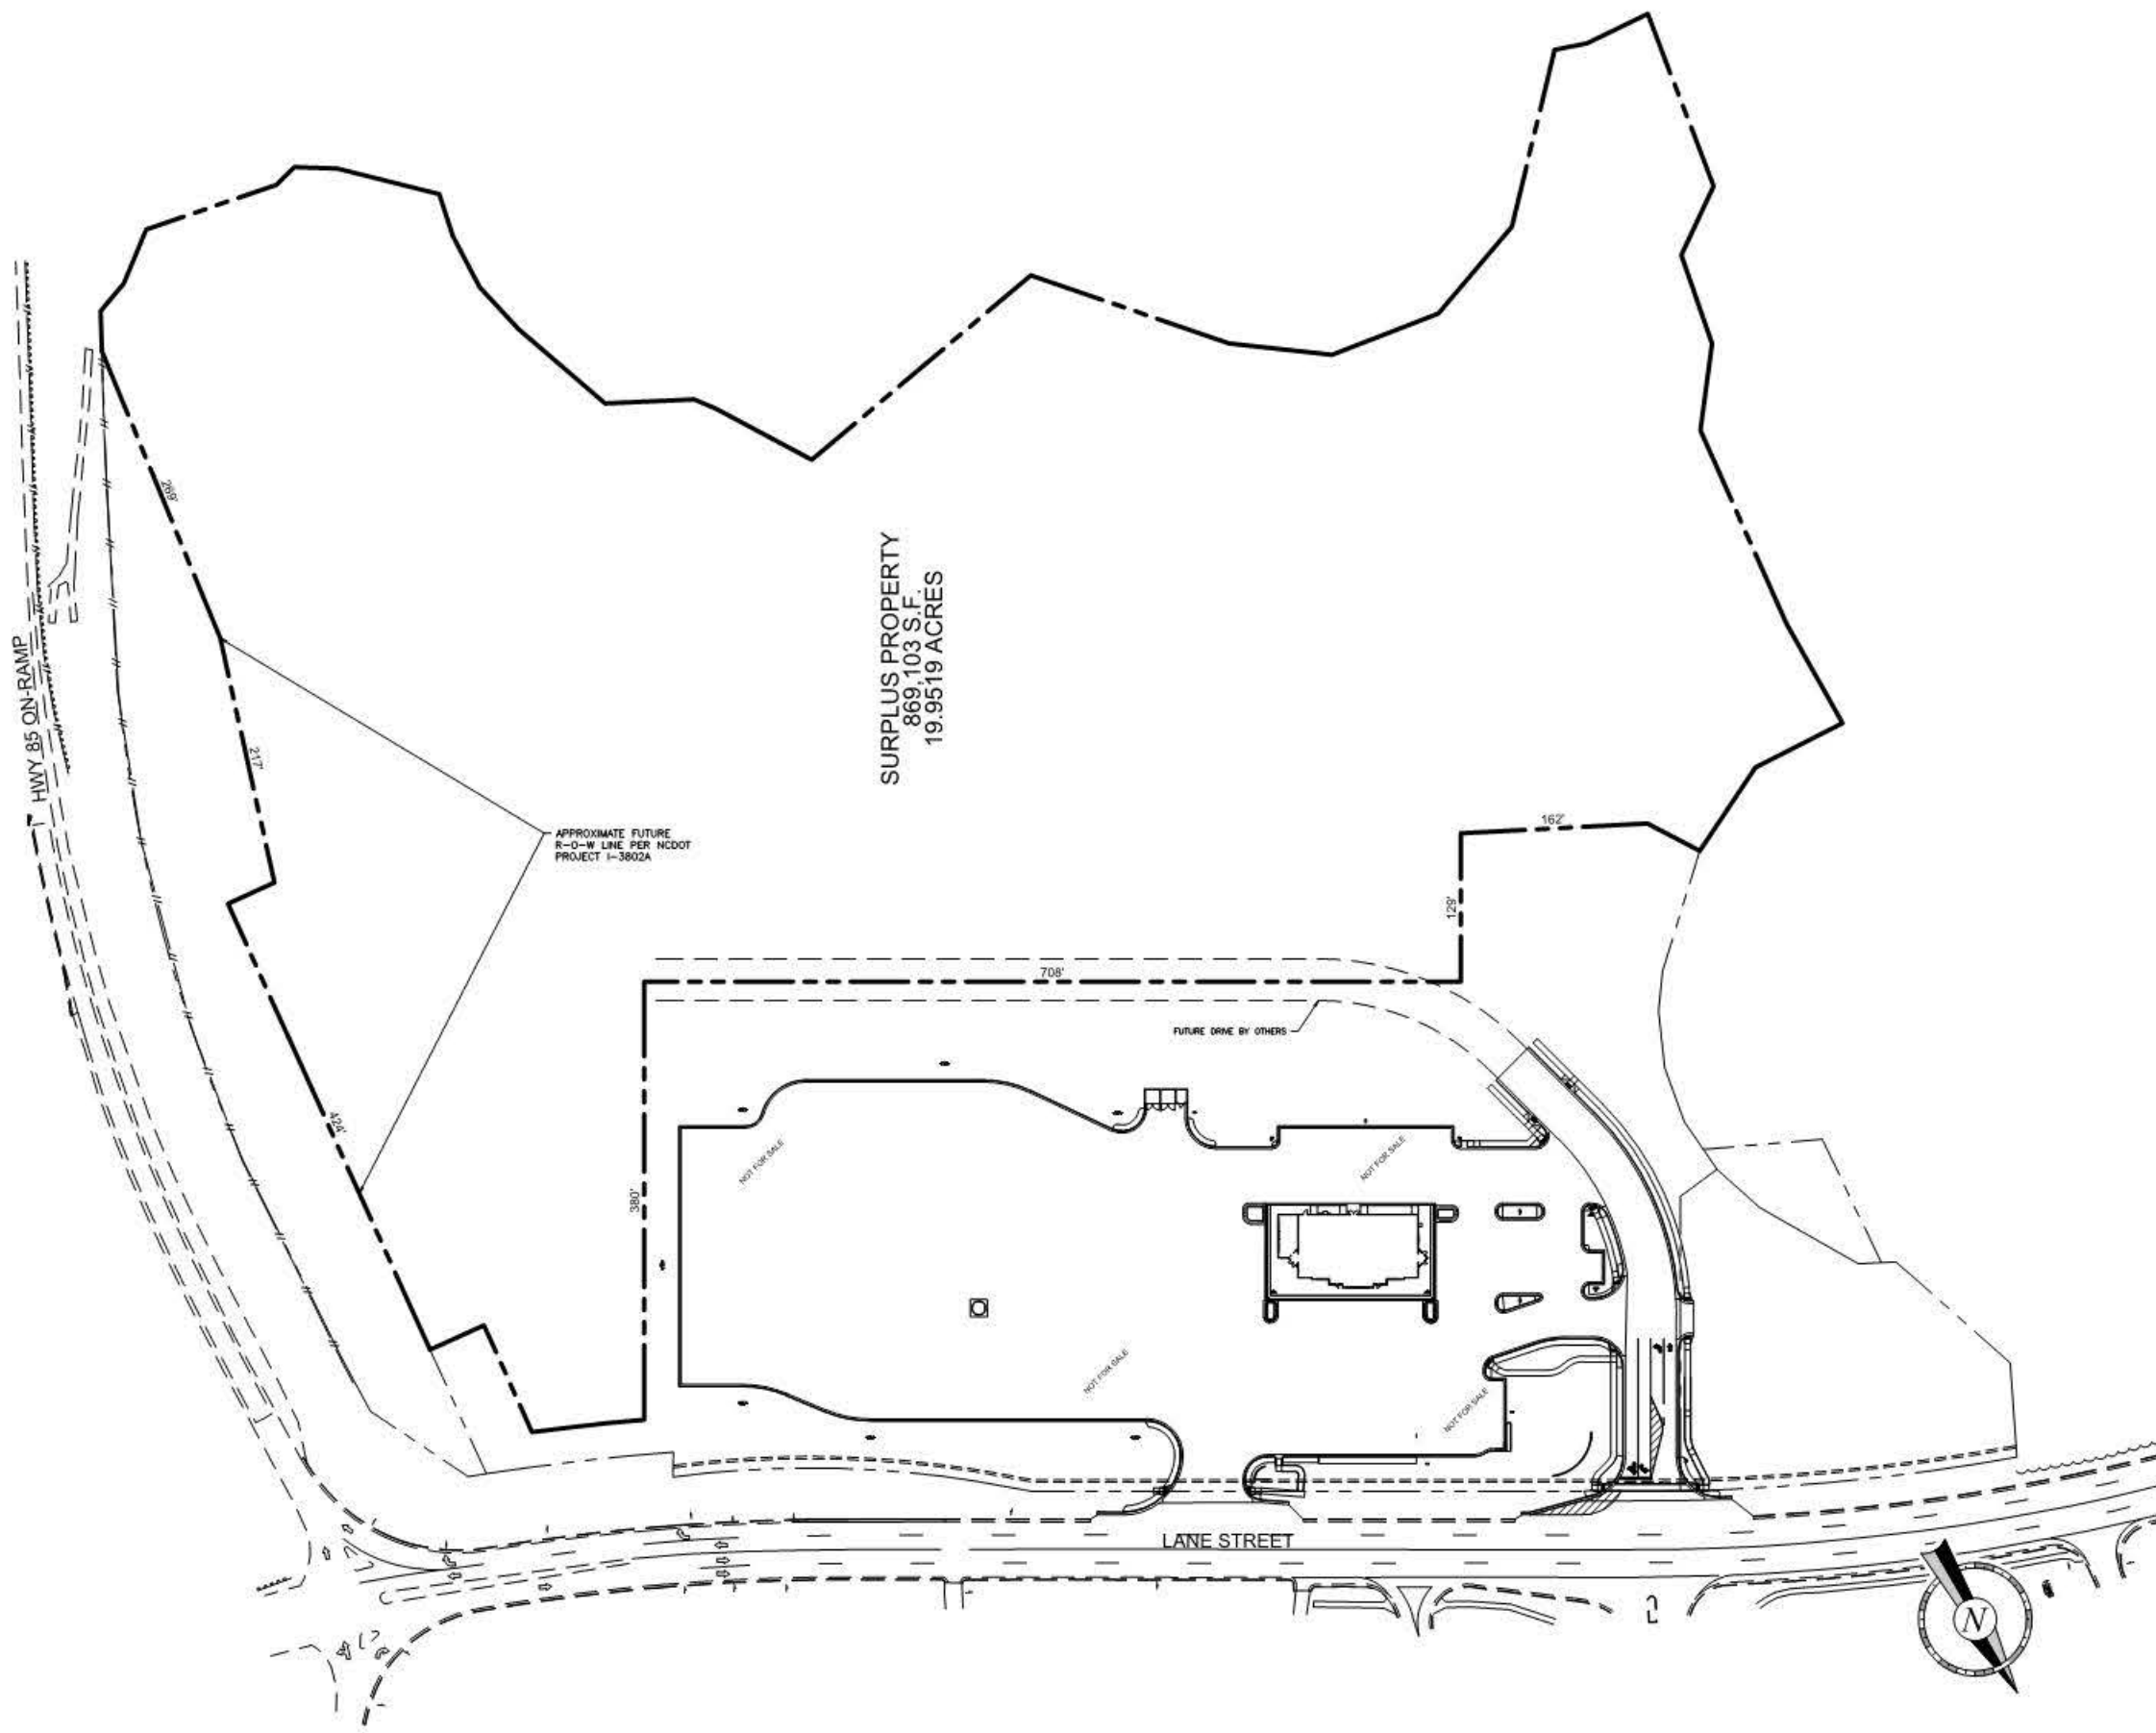 SURPLUS PROPERTY
869,103 S.F.
19.9519 ACRES
HWY 85 ON-RAMP
269'
217'
APPROXIMATE FUTURE
R-O-W LINE PER NCDOT
PROJECT I-3802A
162'
129'
708'
FUTURE DRIVE BY OTHERS
424'
380'
NOT FOR SALE
NOT FOR SALE
NOT FOR SALE
NOT FOR SALE
LANE STREET
N